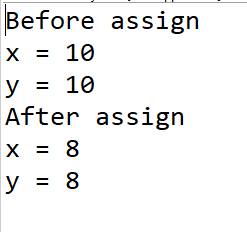 Before assign
x = 10
y = 10
After assign
x = 8
y = 8